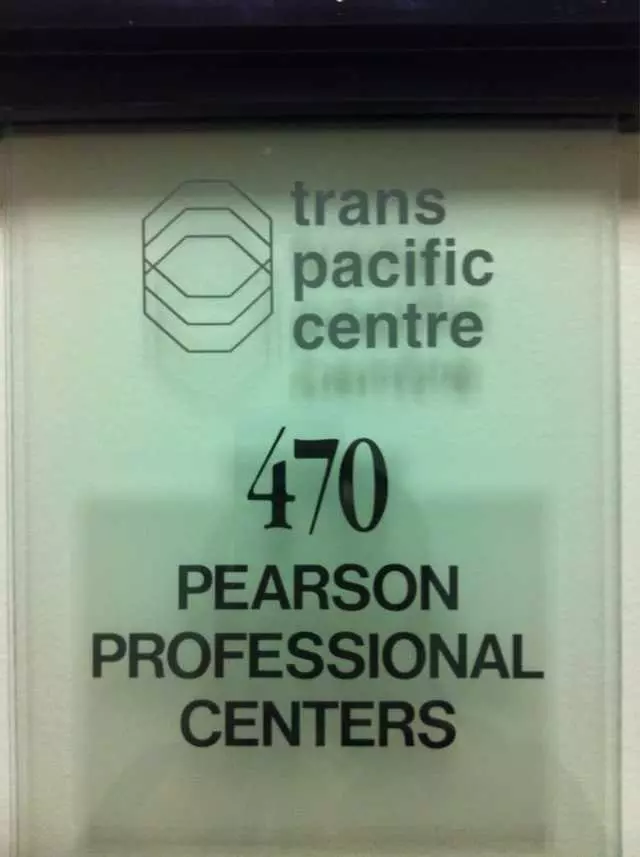 trans
pacific
centre
470
PEARSON
PROFESSIONAL
CENTERS